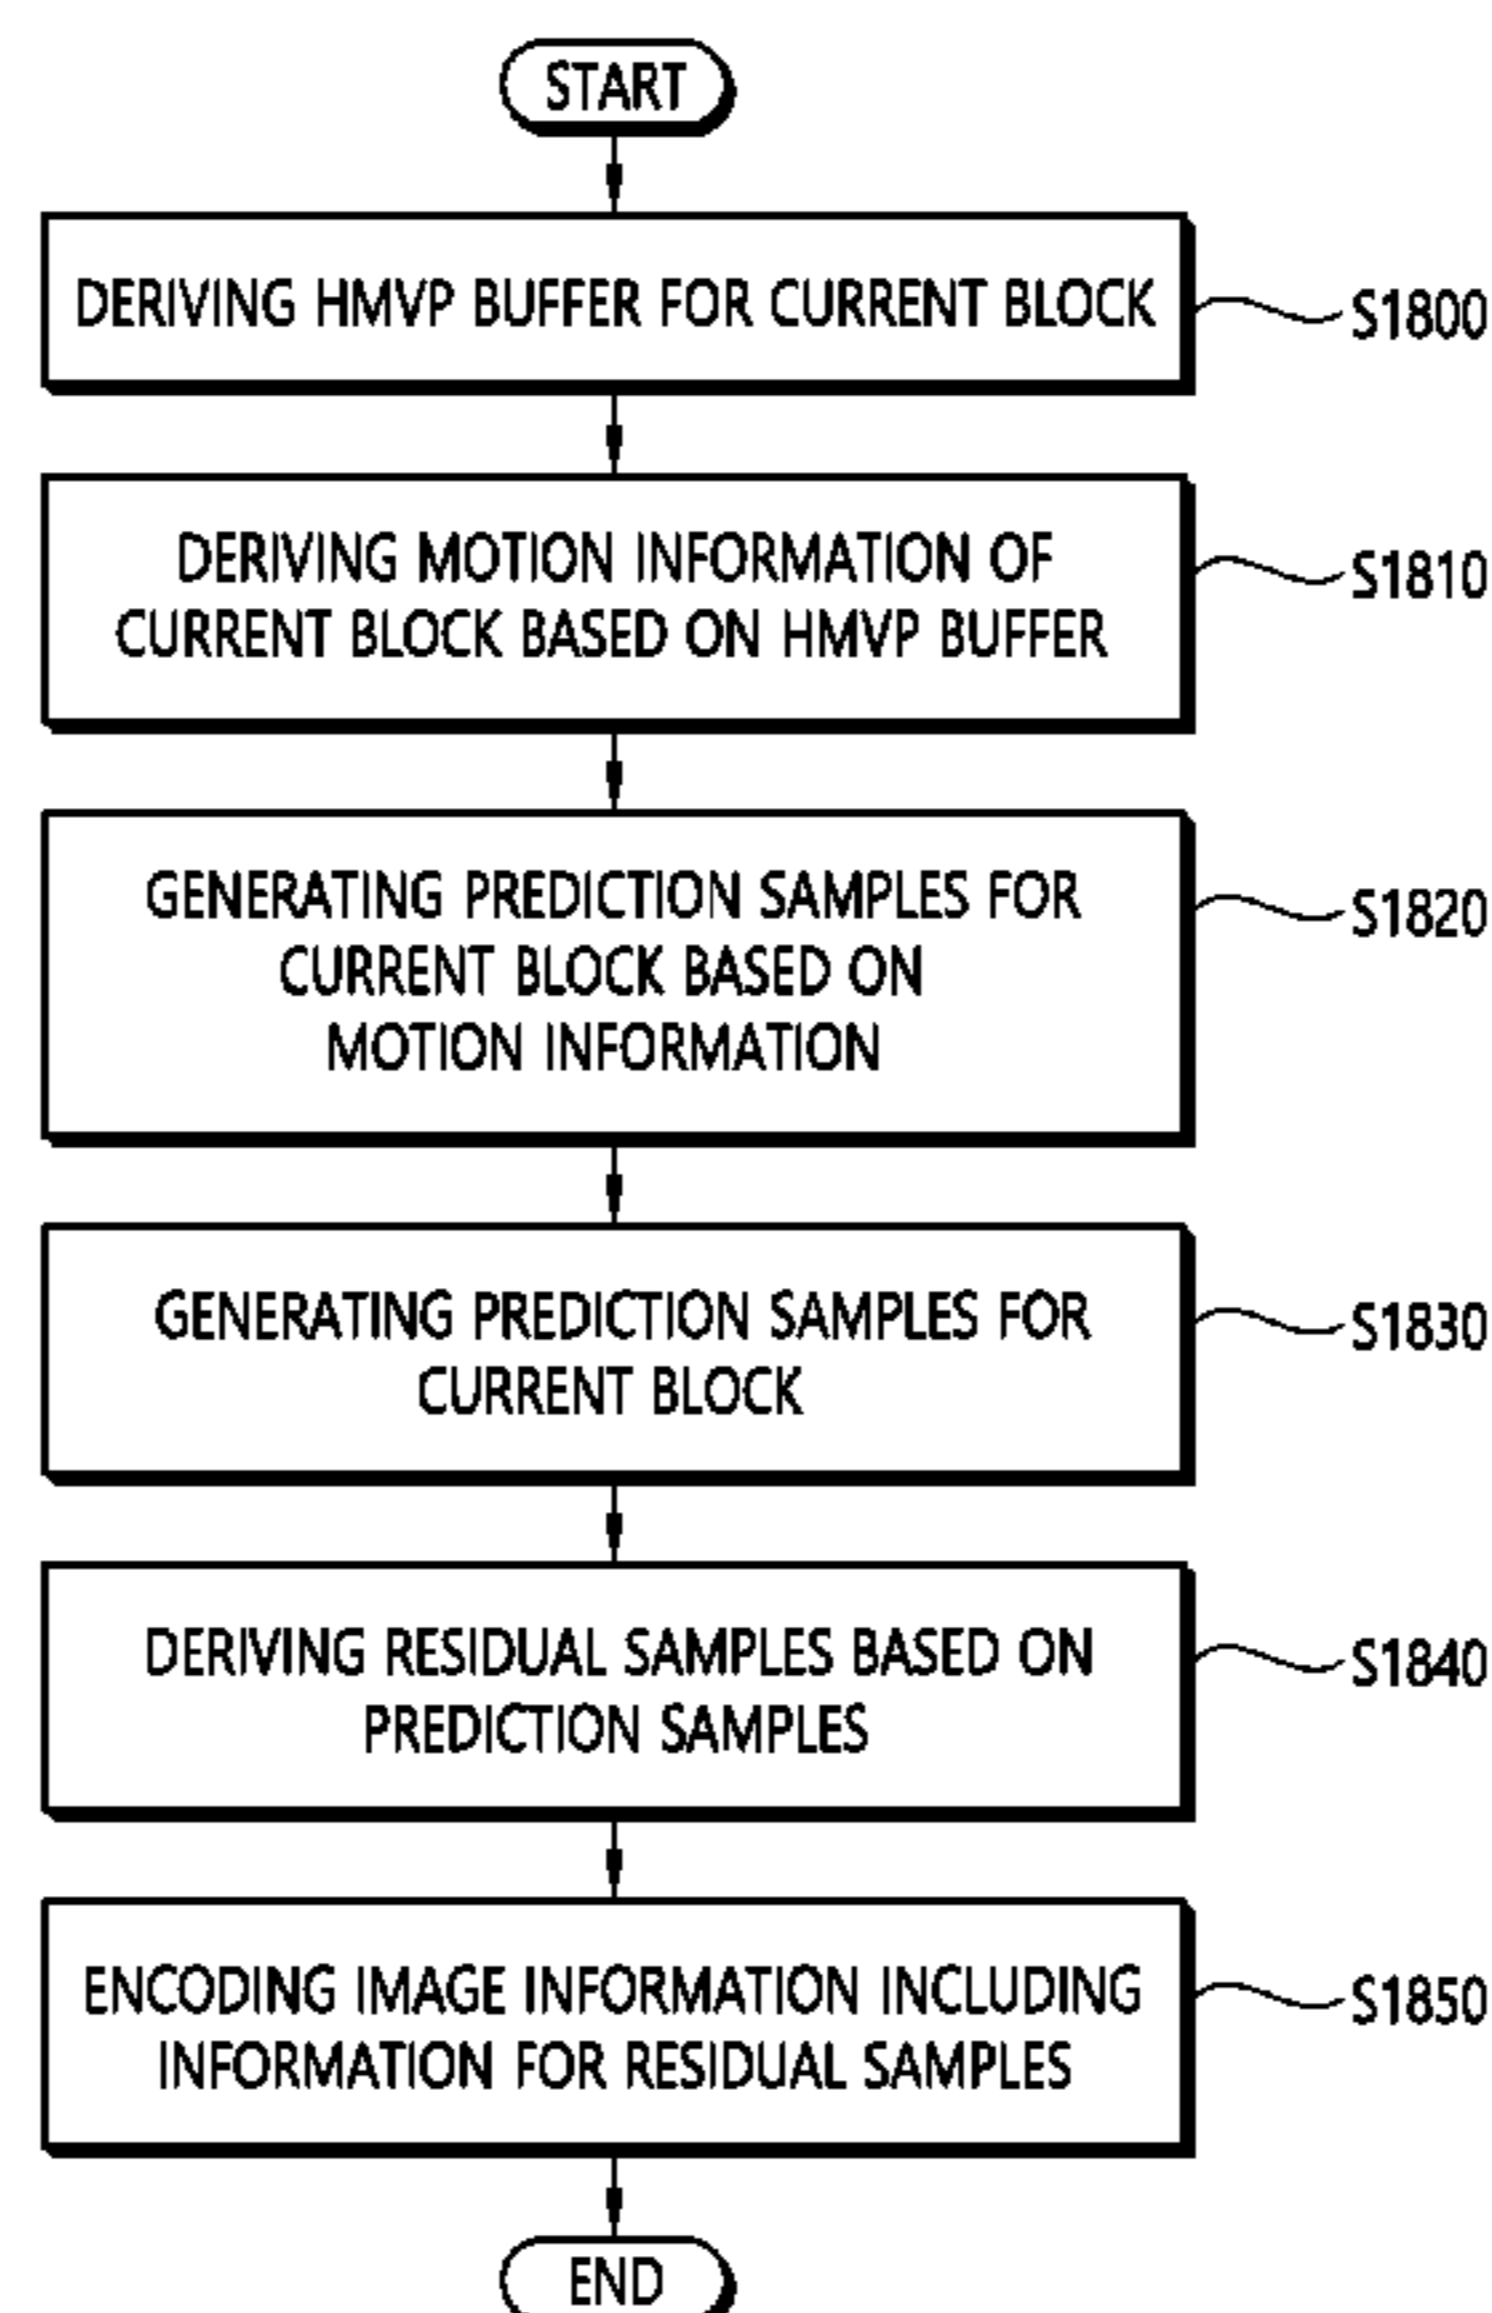 START
DERIVING HMVP BUFFER FOR CURRENT BLOCK
S1800
DERIVING MOTION INFORMATION OF
CURRENT BLOCK BASED ON HMVP BUFFER
S1810
GENERATING PREDICTION SAMPLES FOR
CURRENT BLOCK BASED ON
MOTION INFORMATION
S1820
GENERATING PREDICTION SAMPLES FOR
CURRENT BLOCK
S1830
DERIVING RESIDUAL SAMPLES BASED ON
PREDICTION SAMPLES
S1840
ENCODING IMAGE INFORMATION INCLUDING
INFORMATION FOR RESIDUAL SAMPLES
S1850
END